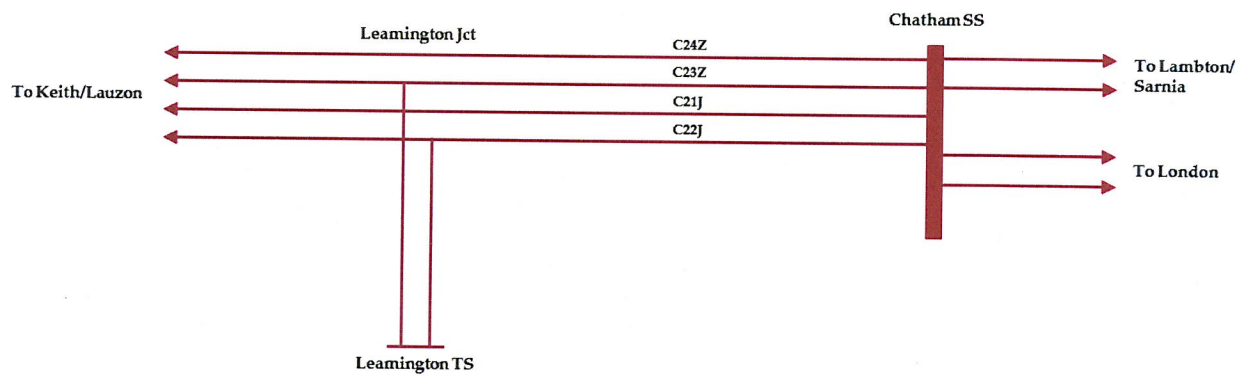 Chatham SS
Leamington Jct
C24Z
C23Z
To Keith/Lauzon
To Lambton/
Sarnia
C21J
C22J
To London
Leamington TS